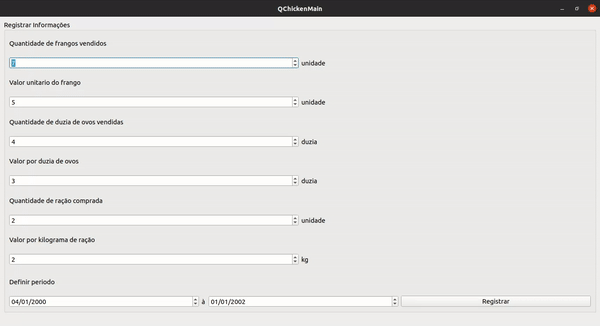 QChickenMain
Registrar Informações
Quantidade de frangos vendidos
7 unidade
Valor unitario do frango
5 unidade
Quantidade de duzia de ovos vendidas
4 duzia
Valor por duzia de ovos
3 duzia
Quantidade de ração comprada
2 unidade
Valor por kilograma de ração
2 kg
Definir periodo
04/01/2000 à 01/01/2002 Registrar